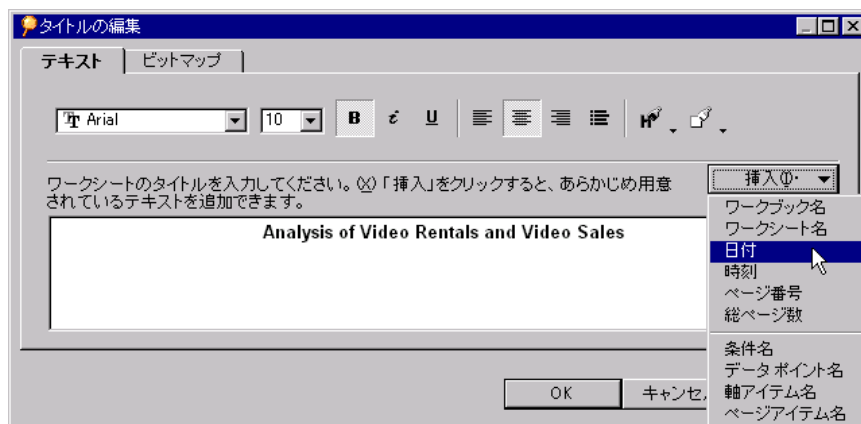 タイトルの編集
テキスト
ビットマップ
Arial
10
B i U
ワークシートのタイトルを入力してください。(X)「挿入」をクリックすると、あらかじめ用意
されているテキストを追加できます。
挿入(I)
Analysis of Video Rentals and Video Sales
ワークブック名
ワークシート名
日付
時刻
ページ番号
総ページ数
条件名
データ ポイント名
軸アイテム名
ページアイテム名
OK
キャンセ